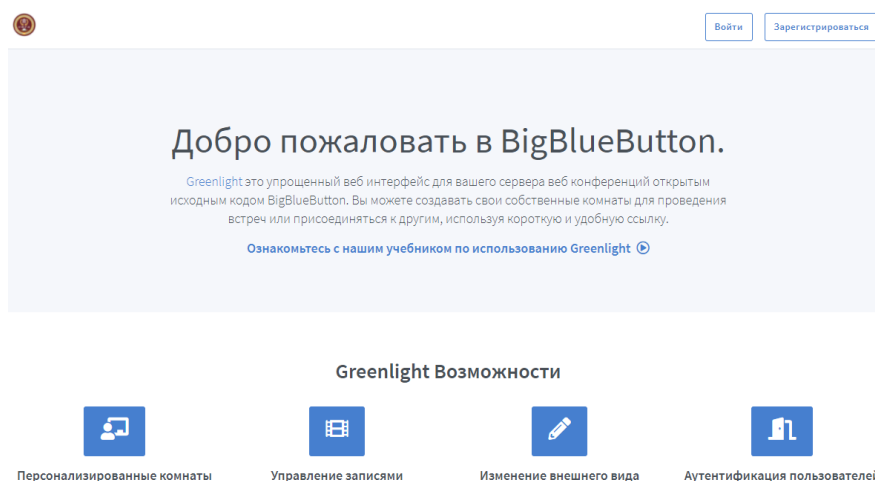 Войти Зарегистрироваться
Добро пожаловать в BigBlueButton.
Greenlight это упрощенный веб интерфейс для вашего сервера веб конференций открытым
исходным кодом BigBlueButton. Вы можете создавать свои собственные комнаты для проведения
встреч или присоединяться к другим, используя короткую и удобную ссылку.
Ознакомьтесь с нашим учебником по использованию Greenlight
Greenlight Возможности
Персонализированные комнаты Управление записями Изменение внешнего вида Аутентификация пользователей